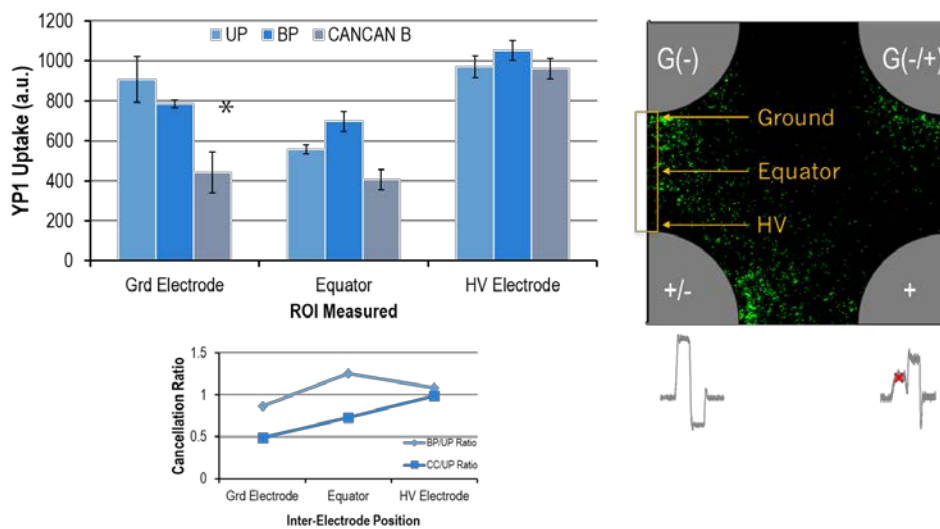 1200
1000
800
600
400
200
0
YP1 Uptake (a.u.)
UP BP CANCAN B
*
Grd Electrode Equator HV Electrode
ROI Measured
G(-) G(-/+)
Ground
Equator
HV
+/- +
1.5
1
0.5
0
Cancellation Ratio
BP/UP Ratio
CC/UP Ratio
Grd Electrode Equator HV Electrode
Inter-Electrode Position